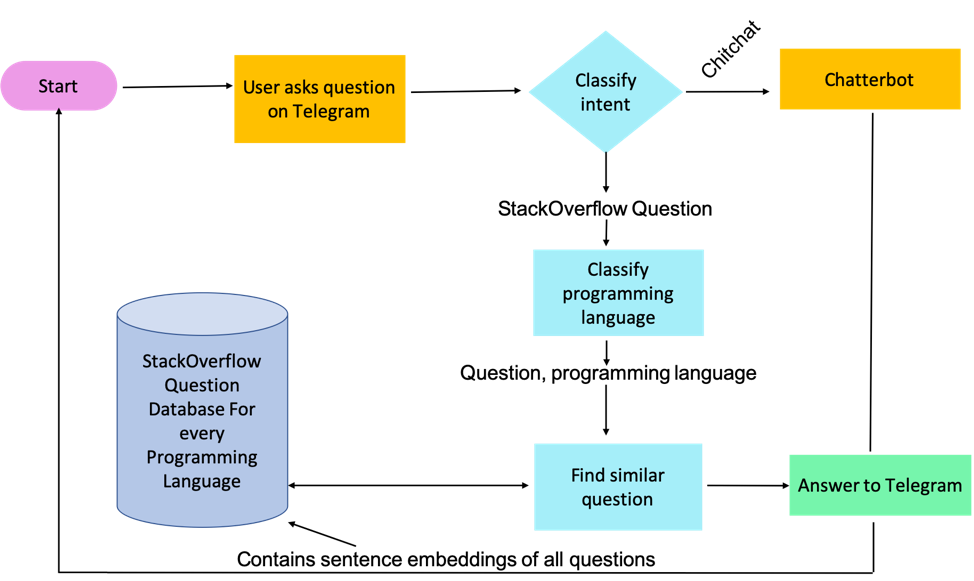 Start
User asks question
on Telegram
Classify
intent
Chitchat
Chatterbot
StackOverflow Question
Classify
programming
language
Question, programming language
StackOverflow
Question
Database For
every
Programming
Language
Find similar
question
Answer to Telegram
Contains sentence embeddings of all questions